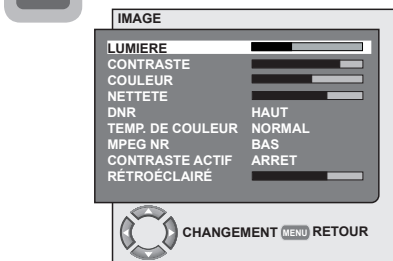 IMAGE
LUMIERE
CONTRASTE
COULEUR
NETTETE
DNR HAUT
TEMP. DE COULEUR NORMAL
MPEG NR BAS
CONTRASTE ACTIF ARRET
RÉTROÉCLAIRÉ
CHANGEMENT MENU RETOUR